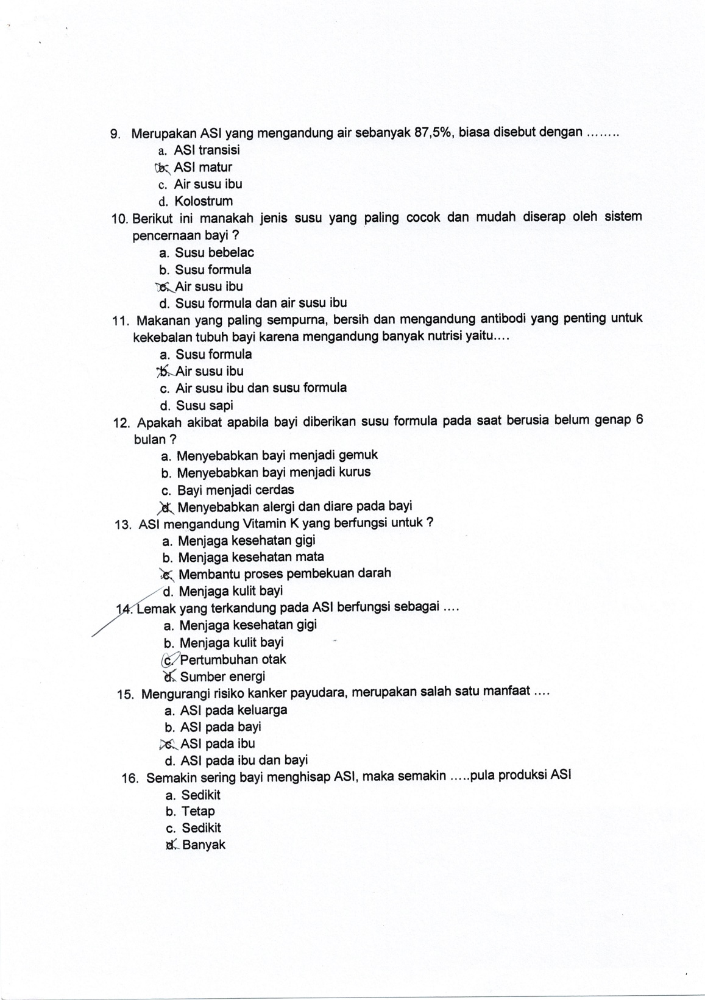 9. Merupakan ASI yang mengandung air sebanyak 87,5%, biasa disebut dengan ........
a. ASI transisi
b. ASI matur
c. Air susu ibu
d. Kolostrum
10. Berikut ini manakah jenis susu yang paling cocok dan mudah diserap oleh sistem
pencernaan bayi ?
a. Susu bebelac
b. Susu formula
c. Air susu ibu
d. Susu formula dan air susu ibu
11. Makanan yang paling sempurna, bersih dan mengandung antibodi yang penting untuk
kekebalan tubuh bayi karena mengandung banyak nutrisi yaitu....
a. Susu formula
b. Air susu ibu
c. Air susu ibu dan susu formula
d. Susu sapi
12. Apakah akibat apabila bayi diberikan susu formula pada saat berusia belum genap 6
bulan ?
a. Menyebabkan bayi menjadi gemuk
b. Menyebabkan bayi menjadi kurus
c. Bayi menjadi cerdas
d. Menyebabkan alergi dan diare pada bayi
13. ASI mengandung Vitamin K yang berfungsi untuk ?
a. Menjaga kesehatan gigi
b. Menjaga kesehatan mata
c. Membantu proses pembekuan darah
d. Menjaga kulit bayi
14. Lemak yang terkandung pada ASI berfungsi sebagai ....
a. Menjaga kesehatan gigi
b. Menjaga kulit bayi
c. Pertumbuhan otak
d. Sumber energi
15. Mengurangi risiko kanker payudara, merupakan salah satu manfaat ....
a. ASI pada keluarga
b. ASI pada bayi
c. ASI pada ibu
d. ASI pada ibu dan bayi
16. Semakin sering bayi menghisap ASI, maka semakin .....pula produksi ASI
a. Sedikit
b. Tetap
c. Sedikit
d. Banyak